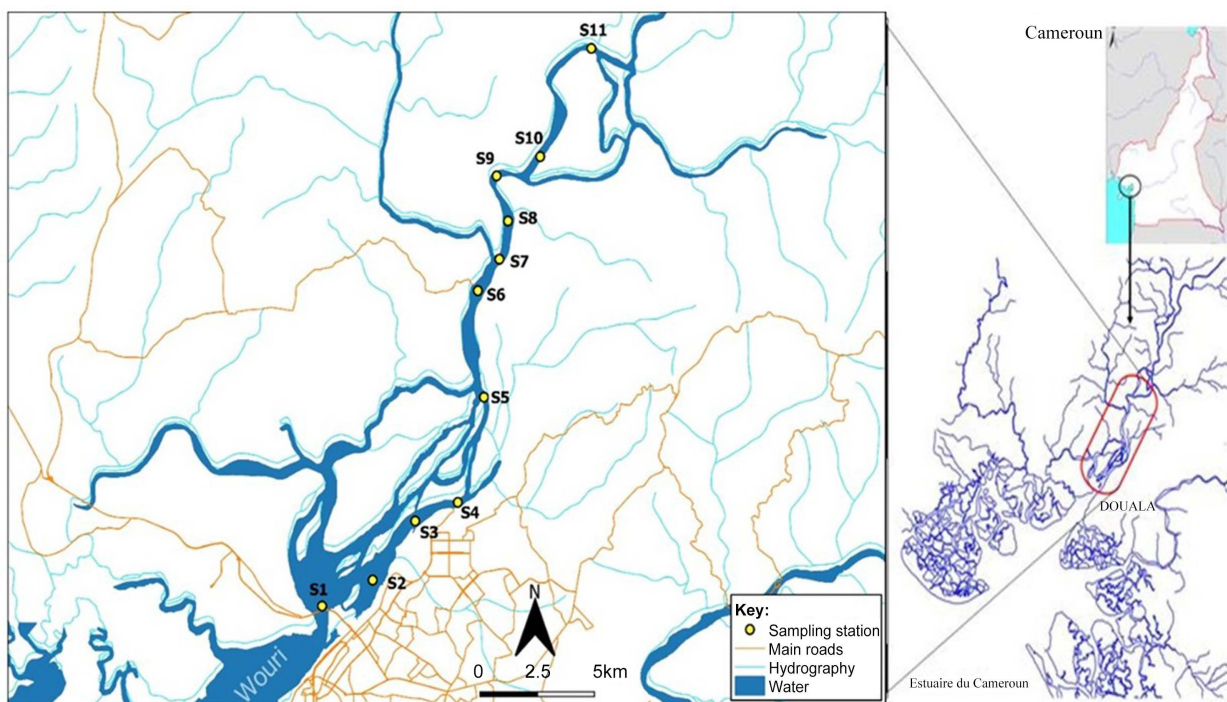 S11
S10
S9
S8
S7
S6
S5
S4
S3
S2
S1
Wouri
N
0 2.5 5km
Key:
Sampling station
Main roads
Hydrography
Water
Cameroun
DOUALA
Estuaire du Cameroun